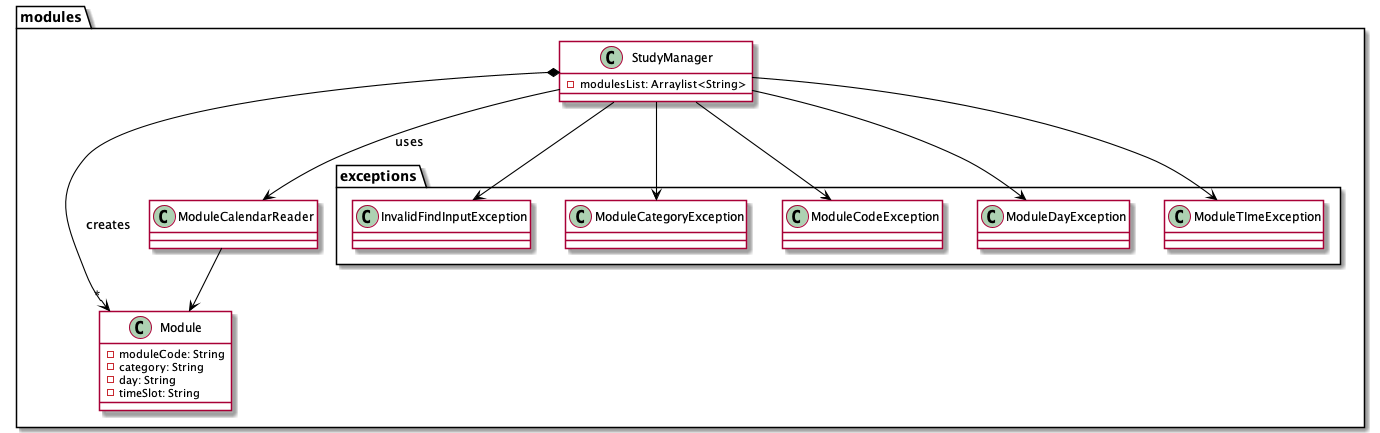 modules
C StudyManager
modulesList: Arraylist<String>
uses
exceptions
C ModuleCalendarReader
C InvalidFindInputException
C ModuleCategoryException
C ModuleCodeException
C ModuleDayException
C ModuleTImeException
creates
*
C Module
moduleCode: String
category: String
day: String
timeSlot: String